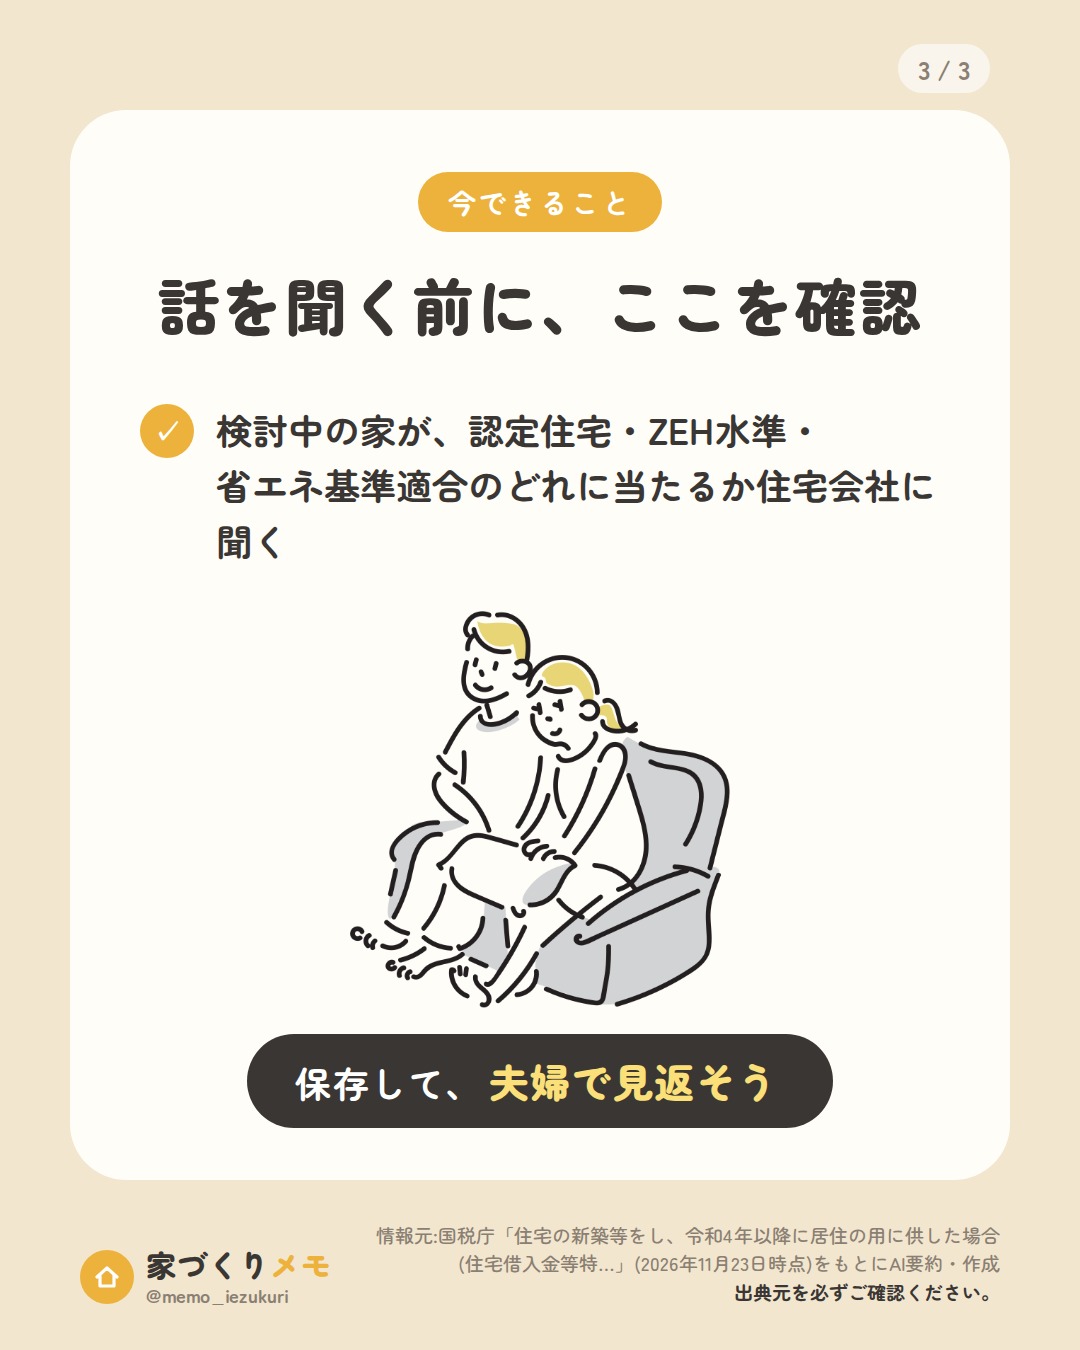 3 / 3
今できること
話を聞く前に、ここを確認
検討中の家が、認定住宅・ZEH水準・
省エネ基準適合のどれに当たるか住宅会社に
聞く
保存して、夫婦で見返そう
家づくりメモ
@memo_iezukuri
情報元:国税庁「住宅の新築等をし、令和4年以降に居住の用に供した場合
(住宅借入金等特…」(2026年11月23日時点)をもとにAI要約・作成
出典元を必ずご確認ください。